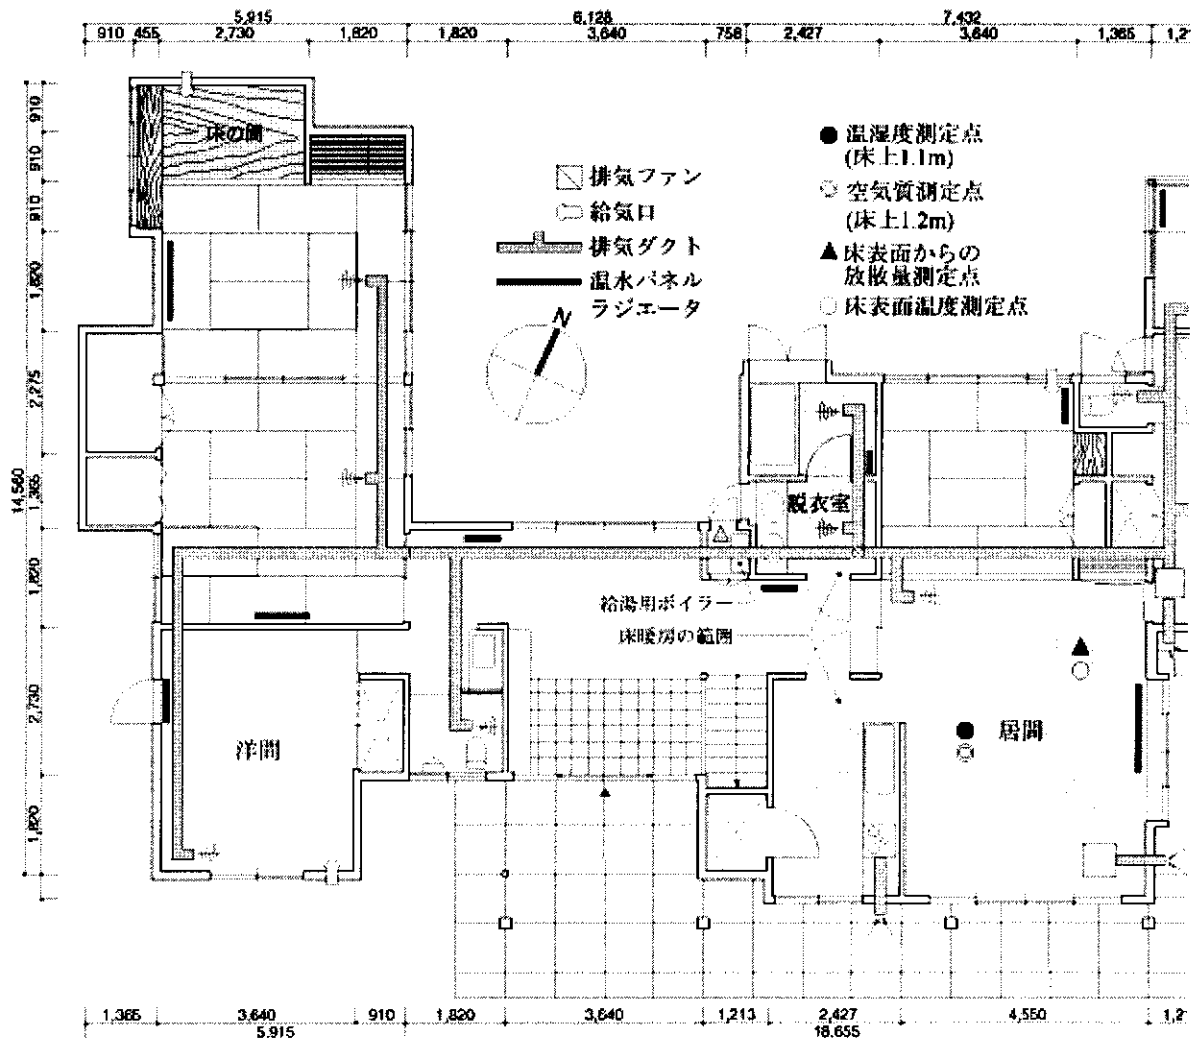 5,915
6,128
7,432
910
455
2,730
1,820
1,820
3,640
758
2,427
3,640
1,365
床の間
排気ファン
給気口
排気ダクト
温水パネル
ラジエータ
N
温湿度測定点
(床上1.1m)
空気質測定点
(床上1.2m)
床表面からの
放散量測定点
床表面温度測定点
910
910
910
1,820
2,275
1,365
1,820
2,730
1,820
14,560
脱衣室
給湯用ボイラー
床暖房の範囲
洋間
居間
1,365
3,640
910
1,820
3,640
1,213
2,427
4,550
5,915
18,655